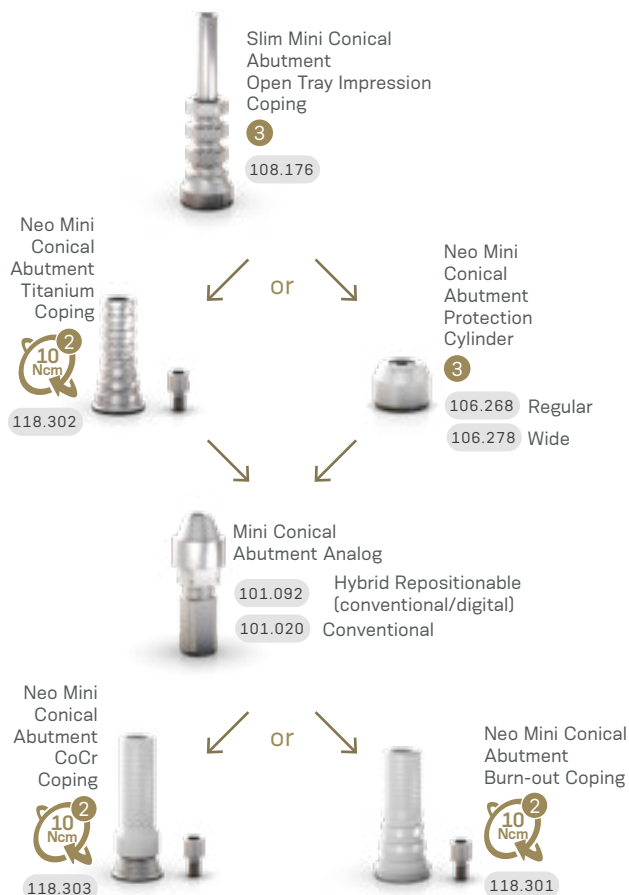 Slim Mini Conical
Abutment
Open Tray Impression
Coping
3
108.176
Neo Mini
Conical
Abutment
Titanium
Coping
2
10
Ncm
118.302
or
Neo Mini
Conical
Abutment
Protection
Cylinder
3
106.268 Regular
106.278 Wide
Mini Conical
Abutment Analog
101.092 Hybrid Repositionable
(conventional/digital)
101.020 Conventional
Neo Mini
Conical
Abutment
CoCr
Coping
2
10
Ncm
118.303
or
Neo Mini Conical
Abutment
Burn-out Coping
2
10
Ncm
118.301